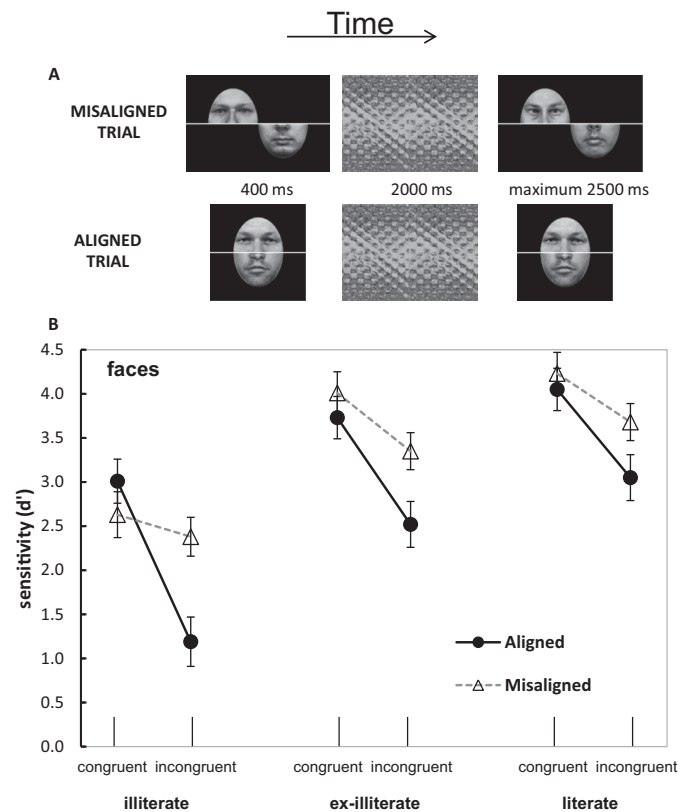 Time
A
MISALIGNED
TRIAL
400 ms
2000 ms
maximum 2500 ms
ALIGNED
TRIAL
B
faces
4.5
4.0
3.5
3.0
2.5
2.0
1.5
1.0
0.5
0.0
sensitivity (d')
Aligned
Misaligned
congruent incongruent congruent incongruent congruent incongruent
illiterate ex-illiterate literate